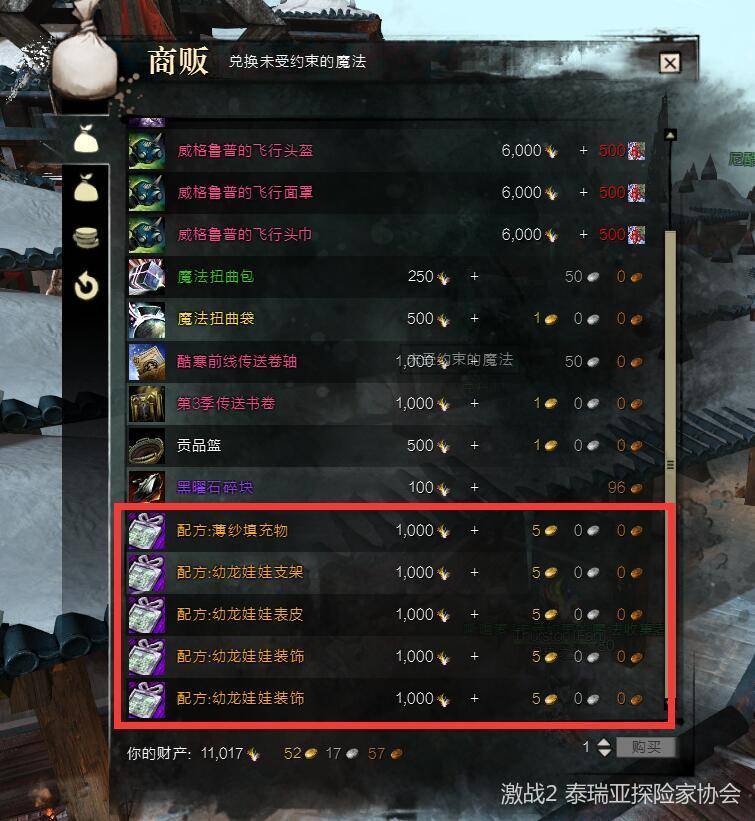 商贩 兑换未受约束的魔法
威格鲁普的飞行头盔 6,000 + 500
威格鲁普的飞行面罩 6,000 + 500
威格鲁普的飞行头巾 6,000 + 500
魔法扭曲包 250 + 50 0
魔法扭曲袋 500 + 1 0 0
酷寒前线传送卷轴 1,000 + 50 0
未受约束的魔法
第3季传送书卷 1,000 + 1 0 0
贡品篮 500 + 1 0 0
黑曜石碎块 100 + 96
配方:薄纱填充物 1,000 + 5 0 0
配方:幼龙娃娃支架 1,000 + 5 0 0
配方:幼龙娃娃表皮 1,000 + 5 0 0
配方:幼龙娃娃装饰 1,000 + 5 0 0
配方:幼龙娃娃装饰 1,000 + 5 0 0
你的财产: 11,017 52 17 57
1 购买
激战2 泰瑞亚探险家协会